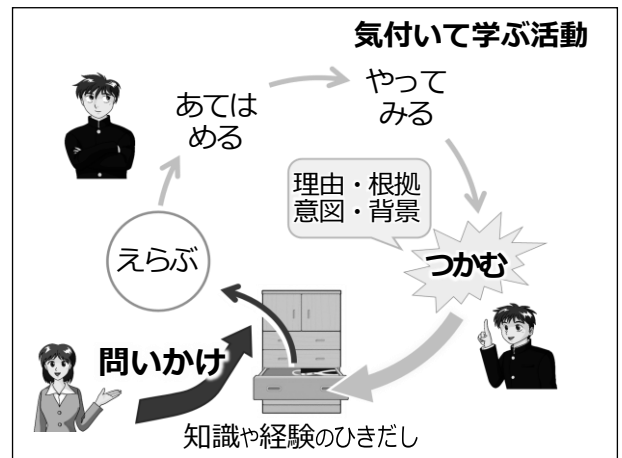 気付いて学ぶ活動
やって
みる
あては
める
理由・根拠
意図・背景
えらぶ
つかむ
問いかけ
知識や経験のひきだし